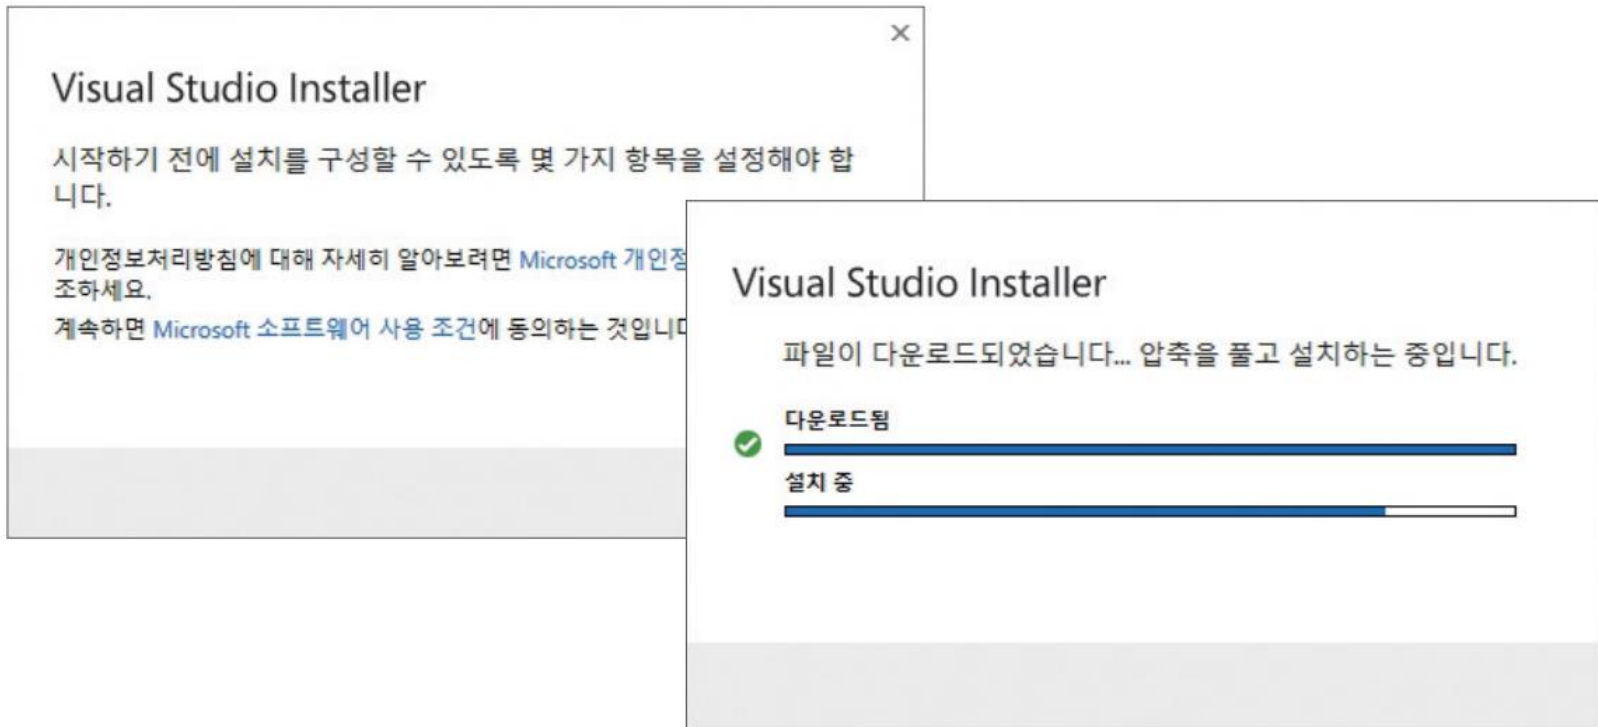 Visual Studio Installer
시작하기 전에 설치를 구성할 수 있도록 몇 가지 항목을 설정해야 합
니다.
개인정보처리방침에 대해 자세히 알아보려면 Microsoft 개인정
조하세요.
계속하면 Microsoft 소프트웨어 사용 조건에 동의하는 것입니다
Visual Studio Installer
파일이 다운로드되었습니다... 압축을 풀고 설치하는 중입니다.
다운로드됨
설치 중